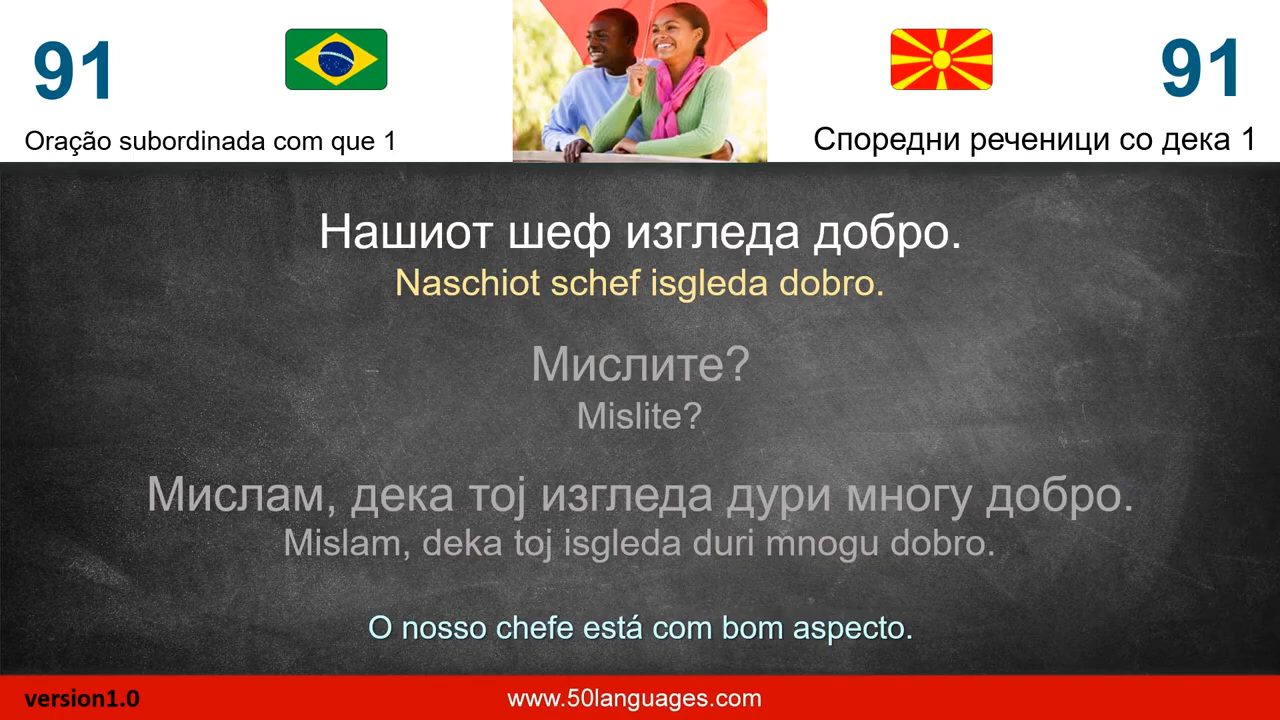 91
91
Oração subordinada com que 1
Споредни реченици со дека 1
Нашиот шеф изгледа добро.
Naschiot schef isgleda dobro.
Мислите?
Mislite?
Мислам, дека тој изгледа дури многу добро.
Mislam, deka toj isgleda duri mnogu dobro.
O nosso chefe está com bom aspecto.
version1.0
www.50languages.com